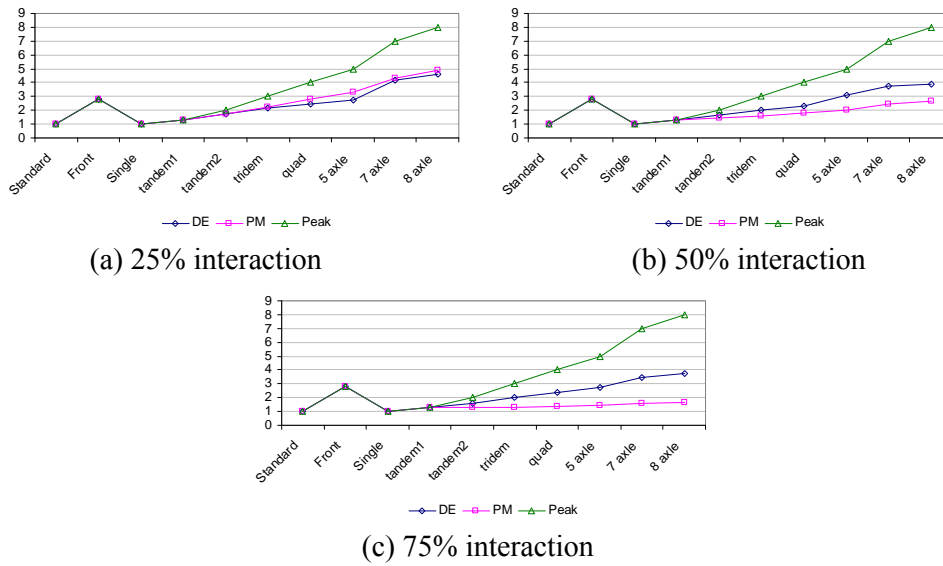 9
8
7
6
5
4
3
2
1
0
Standard
Front
Single
tandem1
tandem2
tridem
quad
5 axle
7 axle
8 axle
DE PM Peak
(a) 25% interaction
9
8
7
6
5
4
3
2
1
0
Standard
Front
Single
tandem1
tandem2
tridem
quad
5 axle
7 axle
8 axle
DE PM Peak
(b) 50% interaction
9
8
7
6
5
4
3
2
1
0
Standard
Front
Single
tandem1
tandem2
tridem
quad
5 axle
7 axle
8 axle
DE PM Peak
(c) 75% interaction